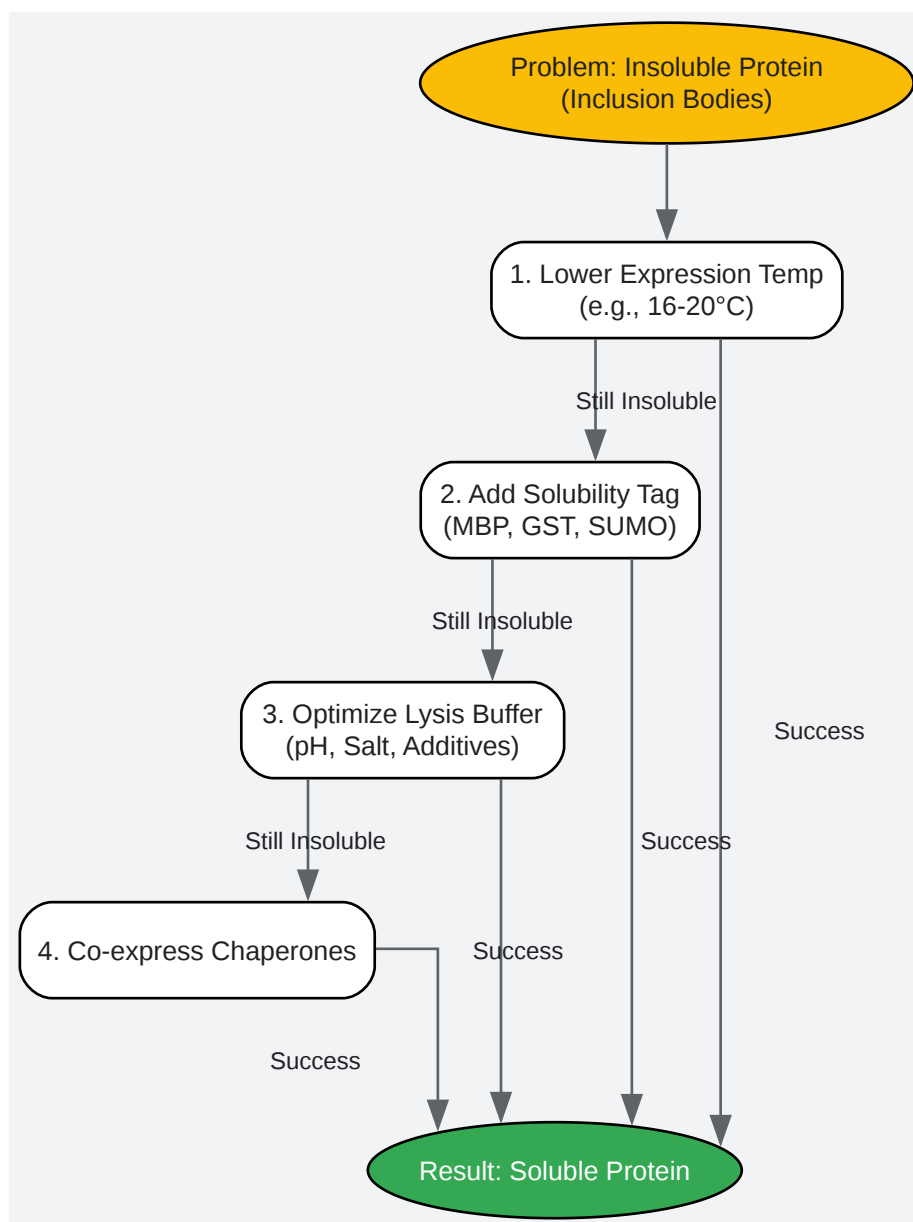 Problem: Insoluble Protein
(Inclusion Bodies)
1. Lower Expression Temp
(e.g., 16-20°C)
Still Insoluble
2. Add Solubility Tag
(MBP, GST, SUMO)
Still Insoluble
3. Optimize Lysis Buffer
(pH, Salt, Additives)
Success
Still Insoluble
Success
4. Co-express Chaperones
Success
Success
Result: Soluble Protein